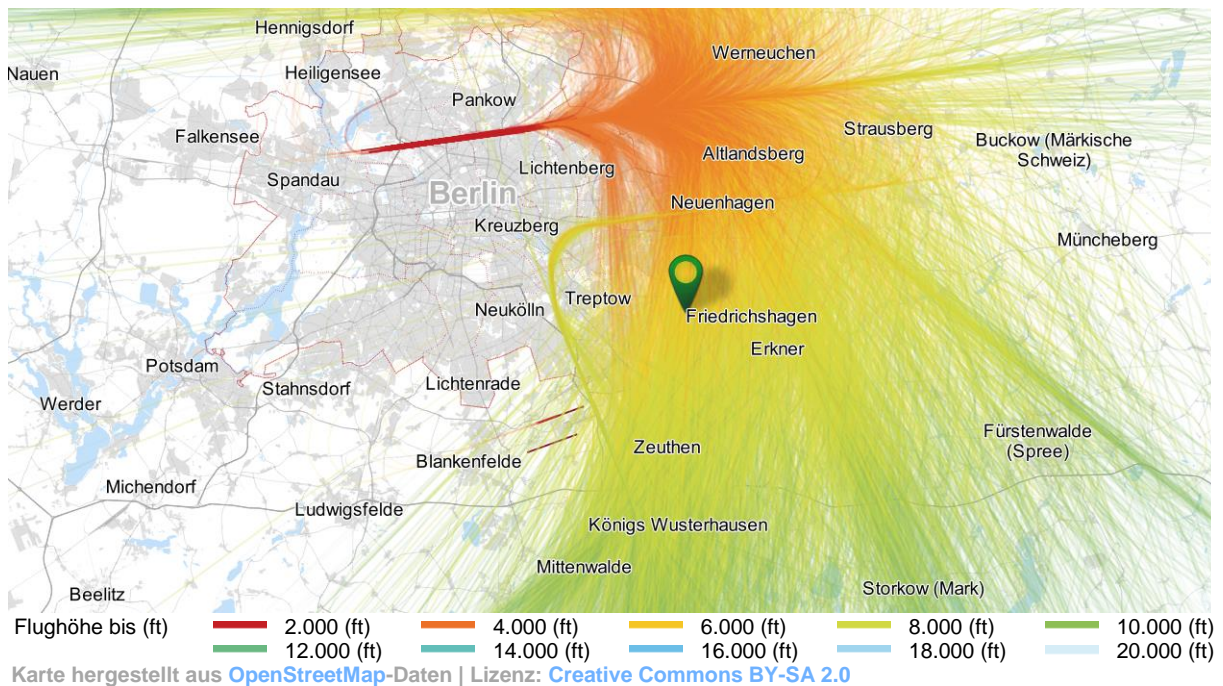 Hennigsdorf
Werneuchen
Nauen
Heiligensee
Pankow
Falkensee
Strausberg
Buckow (Märkische
Schweiz)
Altlandsberg
Lichtenberg
Spandau
Berlin
Neuenhagen
Kreuzberg
Müncheberg
Treptow
Neukölln
Friedrichshagen
Erkner
Potsdam
Stahnsdorf
Lichtenrade
Werder
Fürstenwalde
(Spree)
Zeuthen
Blankenfelde
Michendorf
Ludwigsfelde
Königs Wusterhausen
Mittenwalde
Storkow (Mark)
Beelitz
Flughöhe bis (ft) 2.000 (ft) 4.000 (ft) 6.000 (ft) 8.000 (ft) 10.000 (ft)
12.000 (ft) 14.000 (ft) 16.000 (ft) 18.000 (ft) 20.000 (ft)
Karte hergestellt aus OpenStreetMap-Daten | Lizenz: Creative Commons BY-SA 2.0